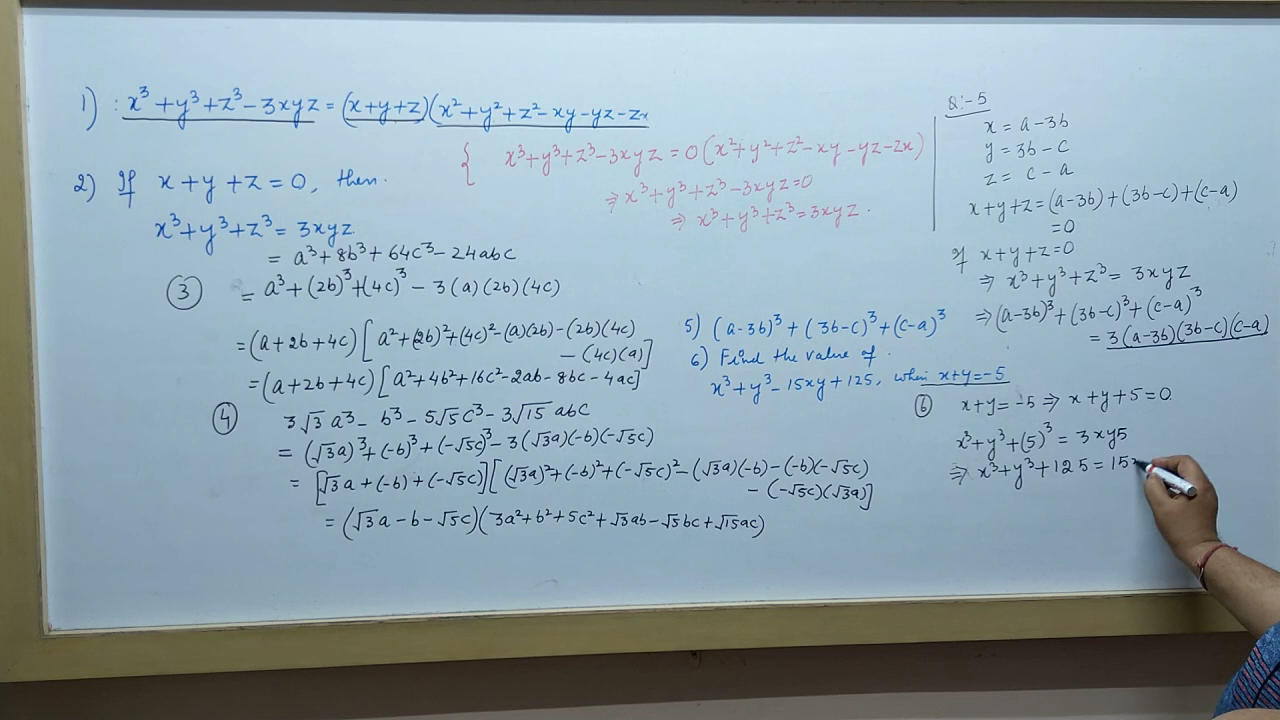 1) : x³ + y³ + z³ - 3xyz = (x+y+z)(x² + y² + z² - xy - yz - zx
{ x³ + y³ + z³ - 3xyz = 0(x² + y² + z² - xy - yz - zx)
⇒ x³ + y³ + z³ - 3xyz = 0
⇒ x³ + y³ + z³ = 3xyz .
2) If x + y + z = 0, then.
x³ + y³ + z³ = 3xyz.
= a³ + 8b³ + 64c³ - 24abc
3 = a³ + (2b)³ + (4c)³ - 3(a)(2b)(4c)
= (a + 2b + 4c) [a² + (2b)² + (4c)² - (a)(2b) - (2b)(4c)
- (4c)(a)]
= (a + 2b + 4c) [a² + 4b² + 16c² - 2ab - 8bc - 4ac]
4 3√3 a³ - b³ - 5√5 c³ - 3√15 abc
= (√3a)³ + (-b)³ + (-√5c)³ - 3(√3a)(-b)(-√5c)
= [√3a + (-b) + (-√5c)] [(√3a)² + (-b)² + (-√5c)² - (√3a)(-b) - (-b)(-√5c)
- (-√5c)(√3a)]
= (√3a - b - √5c)(3a² + b² + 5c² + √3ab - √5bc + √15ac)
5) (a-3b)³ + (3b-c)³ + (c-a)³
6) Find the value of .
x³ + y³ - 15xy + 125, when x+y=-5
Q:-5
x = a - 3b
y = 3b - c
z = c - a
x+y+z = (a-3b) + (3b-c) + (c-a)
= 0
If x+y+z=0
⇒ x³ + y³ + z³ = 3xyz
⇒ (a-3b)³ + (3b-c)³ + (c-a)³
= 3(a-3b)(3b-c)(c-a)
6 x+y = -5 ⇒ x+y+5 = 0
x³ + y³ + (5)³ = 3xy5
⇒ x³ + y³ + 125 = 15x